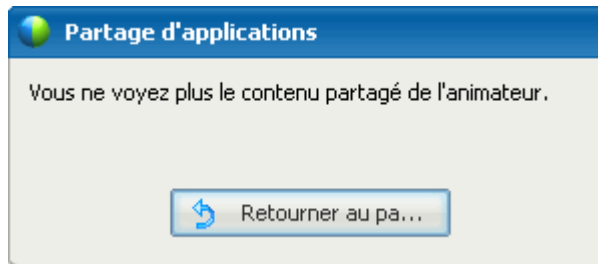 Partage d'applications
Vous ne voyez plus le contenu partagé de l'animateur.
Retourner au pa...